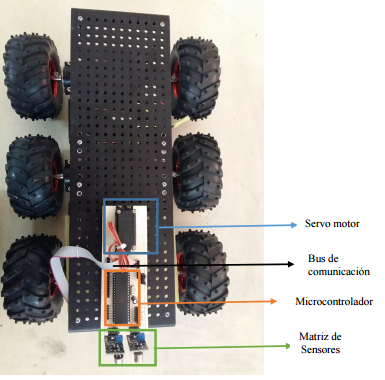 Servo motor
Bus de
comunicación
Microcontrolador
Matriz de
Sensores